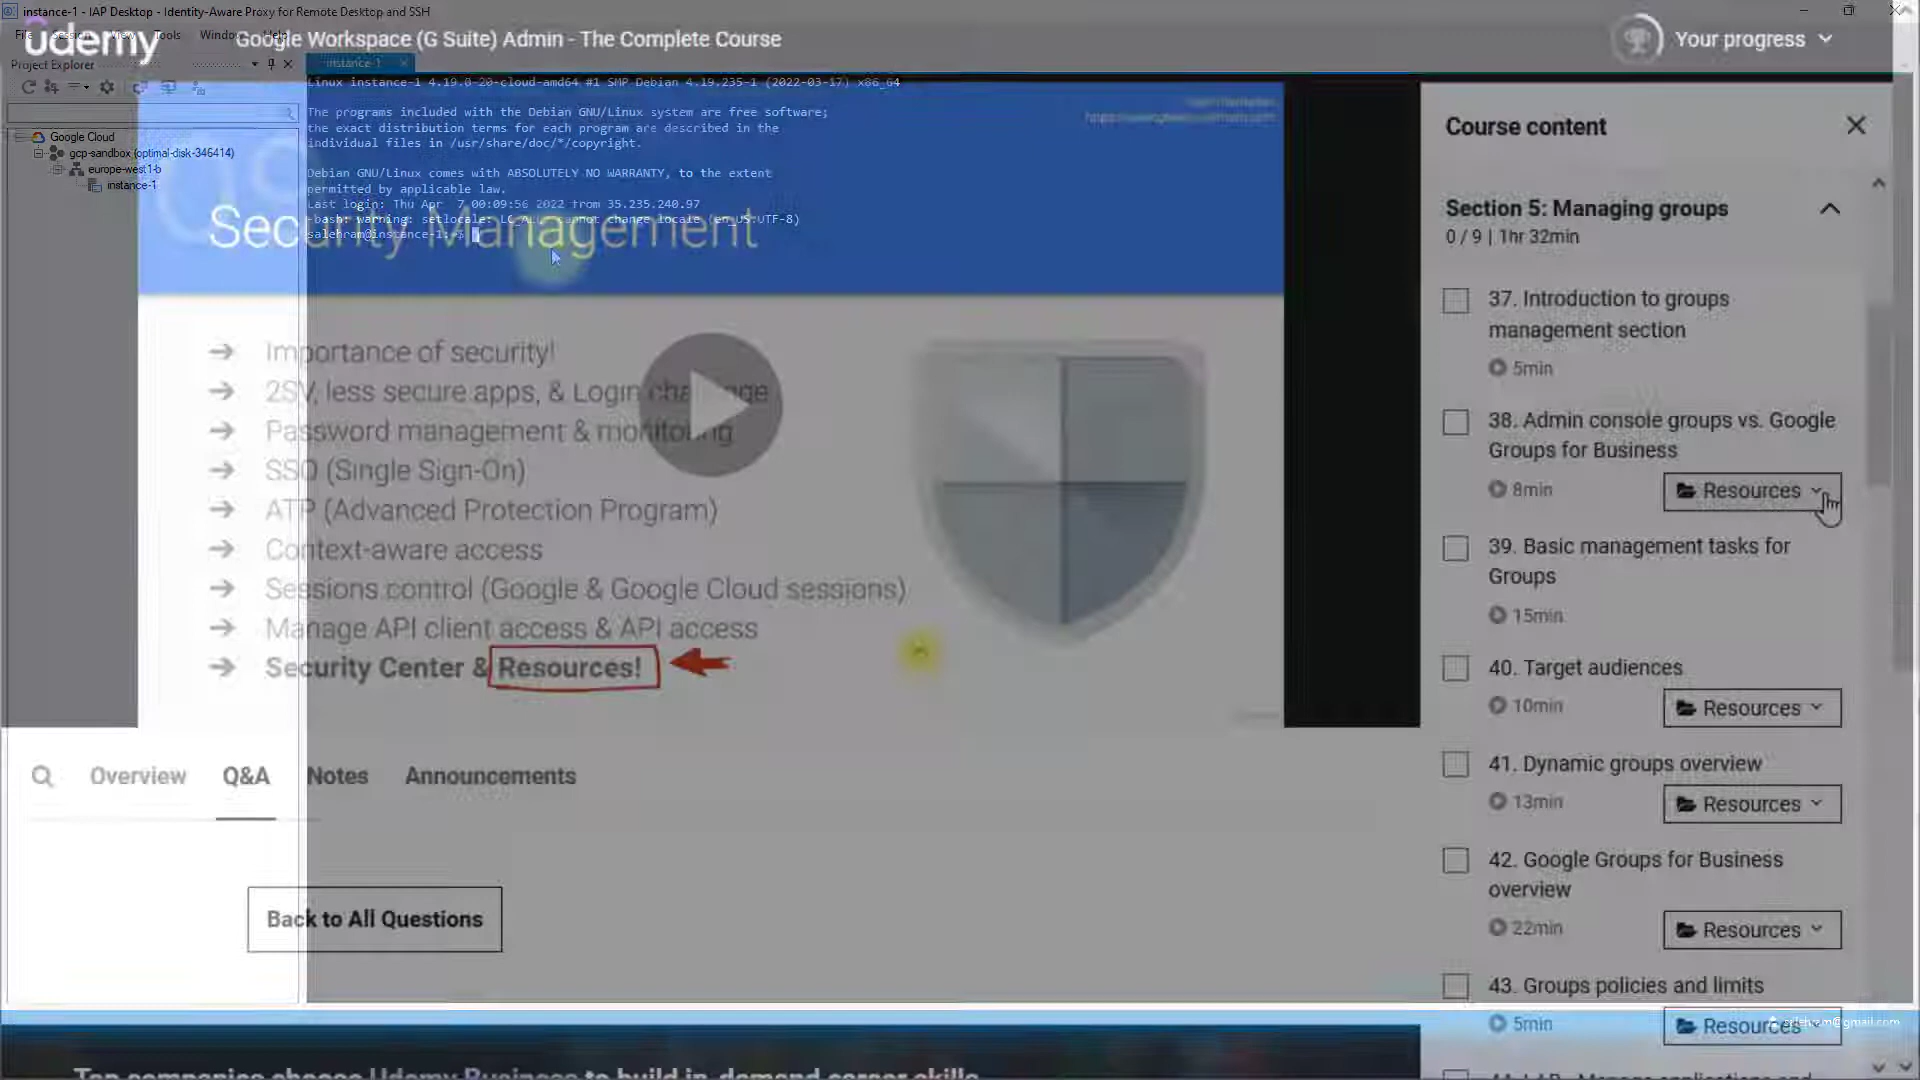 instance-1 - IAP Desktop - Identity-Aware Proxy for Remote Desktop and SSH
File Session View Tools Window Help
ûdemy
Google Workspace (G Suite) Admin - The Complete Course
Your progress
Project Explorer
instance-1
Google Cloud
gcp-sandbox (optimal-disk-346414)
europe-west1-b
instance-1
Linux instance-1 4.19.0-20-cloud-amd64 #1 SMP Debian 4.19.235-1 (2022-03-17) x86_64
The programs included with the Debian GNU/Linux system are free software;
the exact distribution terms for each program are described in the
individual files in /usr/share/doc/*/copyright.
Debian GNU/Linux comes with ABSOLUTELY NO WARRANTY, to the extent
permitted by applicable law.
Last login: Thu Apr 7 00:09:56 2022 from 35.235.240.97
-bash: warning: setlocale: LC_ALL: cannot change locale (en_US.UTF-8)
salehram@instance-1:~$
Security Management
Importance of security!
2SV, less secure apps, & Login challenge
Password management & monitoring
SSO (Single Sign-On)
ATP (Advanced Protection Program)
Context-aware access
Sessions control (Google & Google Cloud sessions)
Manage API client access & API access
Security Center & Resources!
Overview
Q&A
Notes
Announcements
Back to All Questions
Course content
Section 5: Managing groups
0 / 9 | 1hr 32min
37. Introduction to groups
management section
5min
38. Admin console groups vs. Google
Groups for Business
8min
Resources
39. Basic management tasks for
Groups
15min
40. Target audiences
10min
Resources
41. Dynamic groups overview
13min
Resources
42. Google Groups for Business
overview
22min
Resources
43. Groups policies and limits
5min
Resources
salehram@gmail.com
Top companies choose Udemy Business to build in-demand career skills